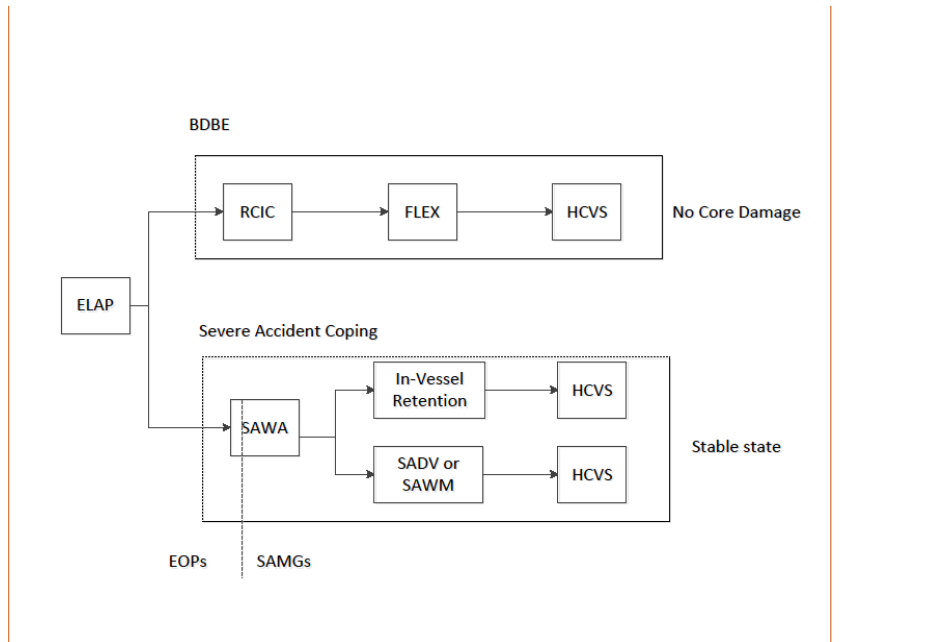 BDBE
RCIC
FLEX
HCVS
No Core Damage
ELAP
Severe Accident Coping
In-Vessel
Retention
HCVS
SAWA
SADV or
SAWM
HCVS
Stable state
EOPs
SAMGs